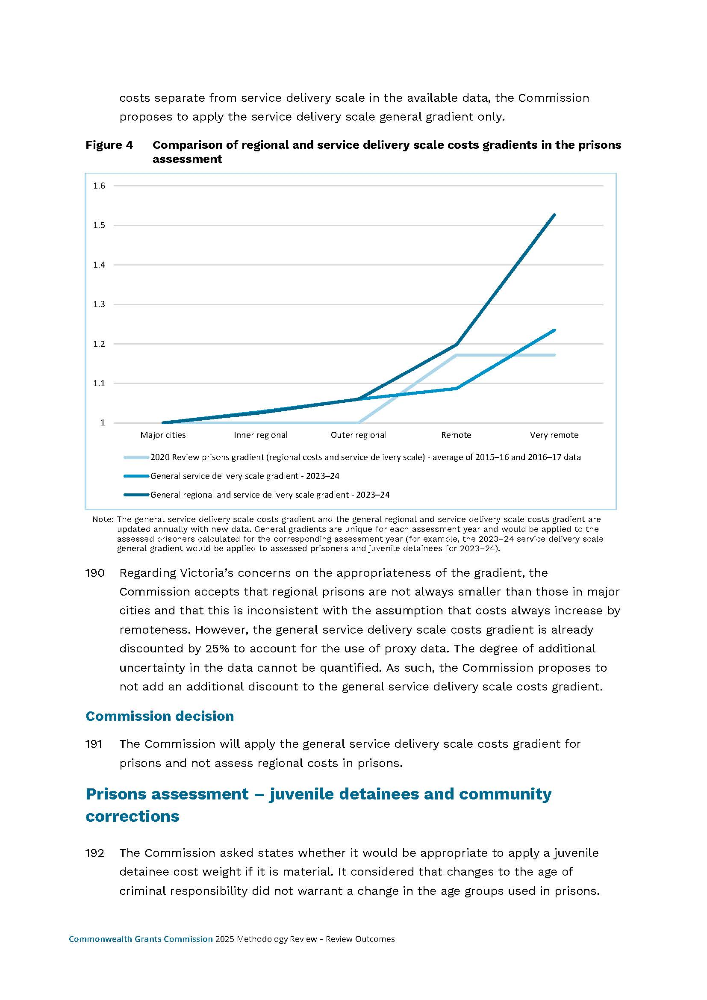 costs separate from service delivery scale in the available data, the Commission
proposes to apply the service delivery scale general gradient only.
Figure 4 Comparison of regional and service delivery scale costs gradients in the prisons
assessment
1.6
1.5
1.4
1.3
1.2
1.1
1
Major cities Inner regional Outer regional Remote Very remote
2020 Review prisons gradient (regional costs and service delivery scale) - average of 2015–16 and 2016–17 data
General service delivery scale gradient - 2023–24
General regional and service delivery scale gradient - 2023–24
Note: The general service delivery scale costs gradient and the general regional and service delivery scale costs gradient are
updated annually with new data. General gradients are unique for each assessment year and would be applied to the
assessed prisoners calculated for the corresponding assessment year (for example, the 2023–24 service delivery scale
general gradient would be applied to assessed prisoners and juvenile detainees for 2023–24).
190 Regarding Victoria’s concerns on the appropriateness of the gradient, the
Commission accepts that regional prisons are not always smaller than those in major
cities and that this is inconsistent with the assumption that costs always increase by
remoteness. However, the general service delivery scale costs gradient is already
discounted by 25% to account for the use of proxy data. The degree of additional
uncertainty in the data cannot be quantified. As such, the Commission proposes to
not add an additional discount to the general service delivery scale costs gradient.
Commission decision
191 The Commission will apply the general service delivery scale costs gradient for
prisons and not assess regional costs in prisons.
Prisons assessment – juvenile detainees and community
corrections
192 The Commission asked states whether it would be appropriate to apply a juvenile
detainee cost weight if it is material. It considered that changes to the age of
criminal responsibility did not warrant a change in the age groups used in prisons.
Commonwealth Grants Commission 2025 Methodology Review – Review Outcomes